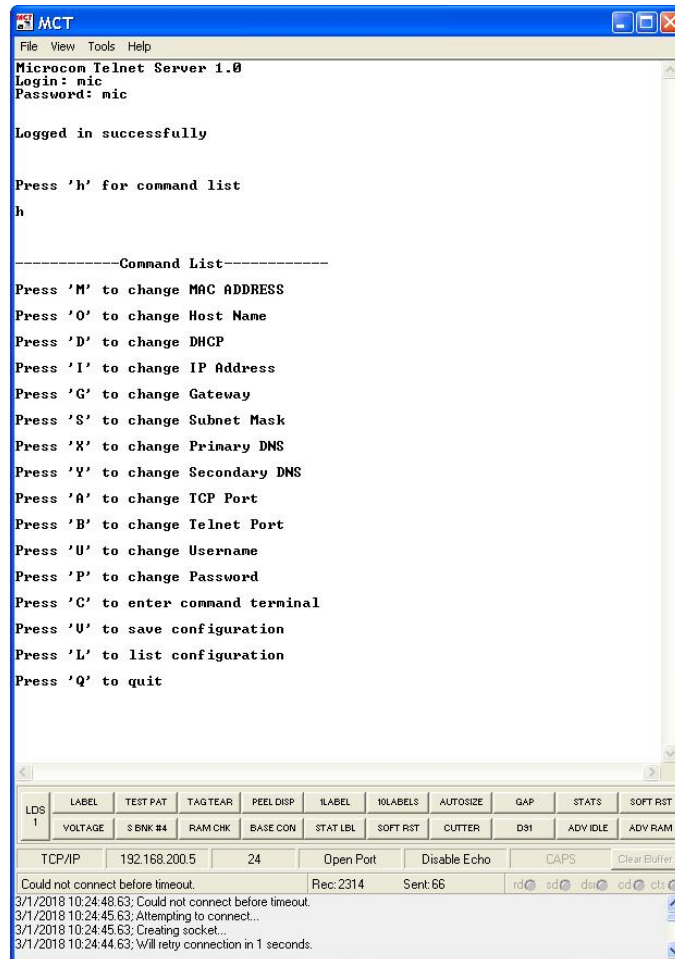 MCT
File View Tools Help
Microcom Telnet Server 1.0
Login: mic
Password: mic
Logged in successfully
Press 'h' for command list
h
------------Command List------------
Press 'M' to change MAC ADDRESS
Press 'O' to change Host Name
Press 'D' to change DHCP
Press 'I' to change IP Address
Press 'G' to change Gateway
Press 'S' to change Subnet Mask
Press 'X' to change Primary DNS
Press 'Y' to change Secondary DNS
Press 'A' to change TCP Port
Press 'B' to change Telnet Port
Press 'U' to change Username
Press 'P' to change Password
Press 'C' to enter command terminal
Press 'V' to save configuration
Press 'L' to list configuration
Press 'Q' to quit
LDS 1
LABEL TEST PAT TAG TEAR PEEL DISP 1LABEL 10LABELS AUTOSIZE GAP STATS SOFT RST
VOLTAGE S BNK #4 RAM CHK BASE CON STAT LBL SOFT RST CUTTER D91 ADV IDLE ADV RAM
TCP/IP 192.168.200.5 24 Open Port Disable Echo CAPS Clear Buffer
Could not connect before timeout. Rec: 2314 Sent: 66 rd sd dsr cd cts
3/1/2018 10:24:48.63; Could not connect before timeout.
3/1/2018 10:24:45.63; Attempting to connect...
3/1/2018 10:24:45.63; Creating socket...
3/1/2018 10:24:44.63; Will retry connection in 1 seconds.